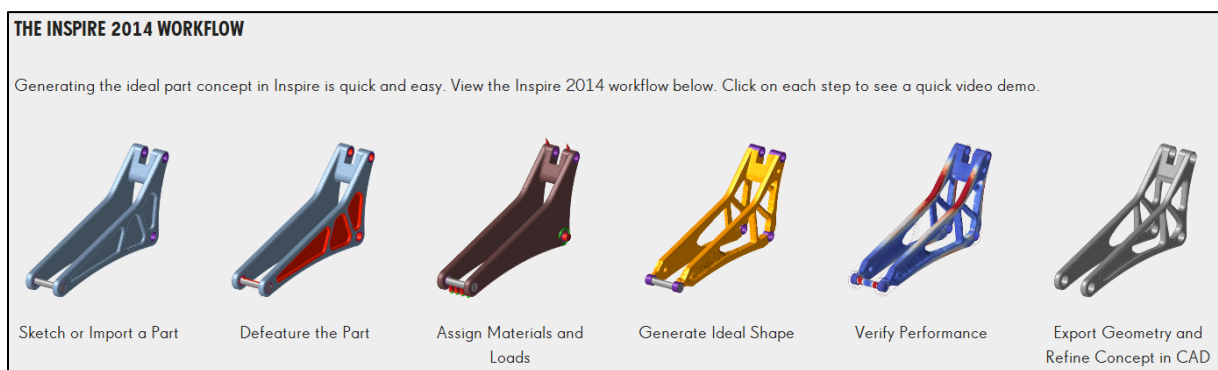 THE INSPIRE 2014 WORKFLOW
Generating the ideal part concept in Inspire is quick and easy. View the Inspire 2014 workflow below. Click on each step to see a quick video demo.
Sketch or Import a Part
Defeature the Part
Assign Materials and
Loads
Generate Ideal Shape
Verify Performance
Export Geometry and
Refine Concept in CAD